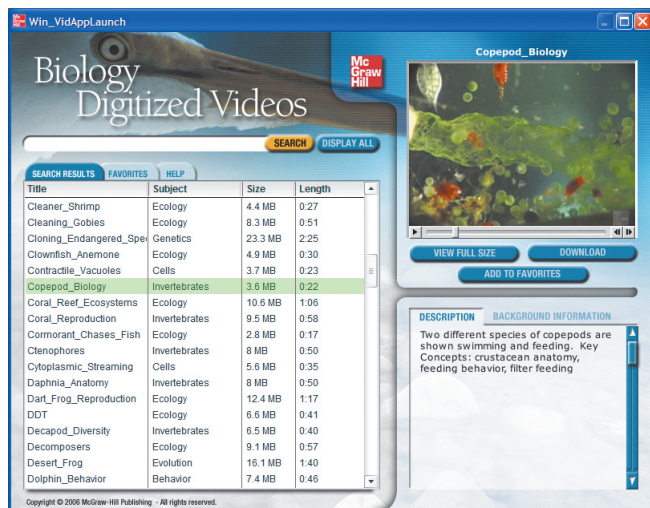 Win_VidAppLaunch
Biology
Digitized Videos
Mc
Graw
Hill
SEARCH DISPLAY ALL
SEARCH RESULTS FAVORITES HELP
Title Subject Size Length
Cleaner_Shrimp Ecology 4.4 MB 0:27
Cleaning_Gobies Ecology 8.3 MB 0:51
Cloning_Endangered_Spe Genetics 23.3 MB 2:25
Clownfish_Anemone Ecology 4.9 MB 0:30
Contractile_Vacuoles Cells 3.7 MB 0:23
Copepod_Biology Invertebrates 3.6 MB 0:22
Coral_Reef_Ecosystems Ecology 10.6 MB 1:06
Coral_Reproduction Invertebrates 9.5 MB 0:58
Cormorant_Chases_Fish Ecology 2.8 MB 0:17
Ctenophores Invertebrates 8 MB 0:50
Cytoplasmic_Streaming Cells 5.6 MB 0:35
Daphnia_Anatomy Invertebrates 8 MB 0:50
Dart_Frog_Reproduction Ecology 12.4 MB 1:17
DDT Ecology 6.6 MB 0:41
Decapod_Diversity Invertebrates 6.5 MB 0:40
Decomposers Ecology 9.1 MB 0:57
Desert_Frog Evolution 16.1 MB 1:40
Dolphin_Behavior Behavior 7.4 MB 0:46
Copyright © 2006 McGraw-Hill Publishing - All rights reserved.
Copepod_Biology
VIEW FULL SIZE DOWNLOAD
ADD TO FAVORITES
DESCRIPTION BACKGROUND INFORMATION
Two different species of copepods are
shown swimming and feeding. Key
Concepts: crustacean anatomy,
feeding behavior, filter feeding